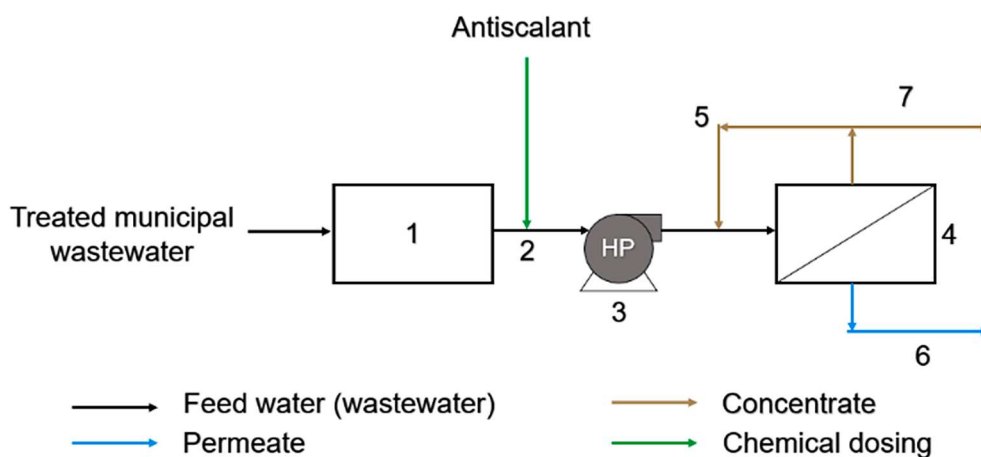 Antiscalant
7
5
Treated municipal
wastewater
1
2
HP
3
4
6
Feed water (wastewater)
Concentrate
Permeate
Chemical dosing